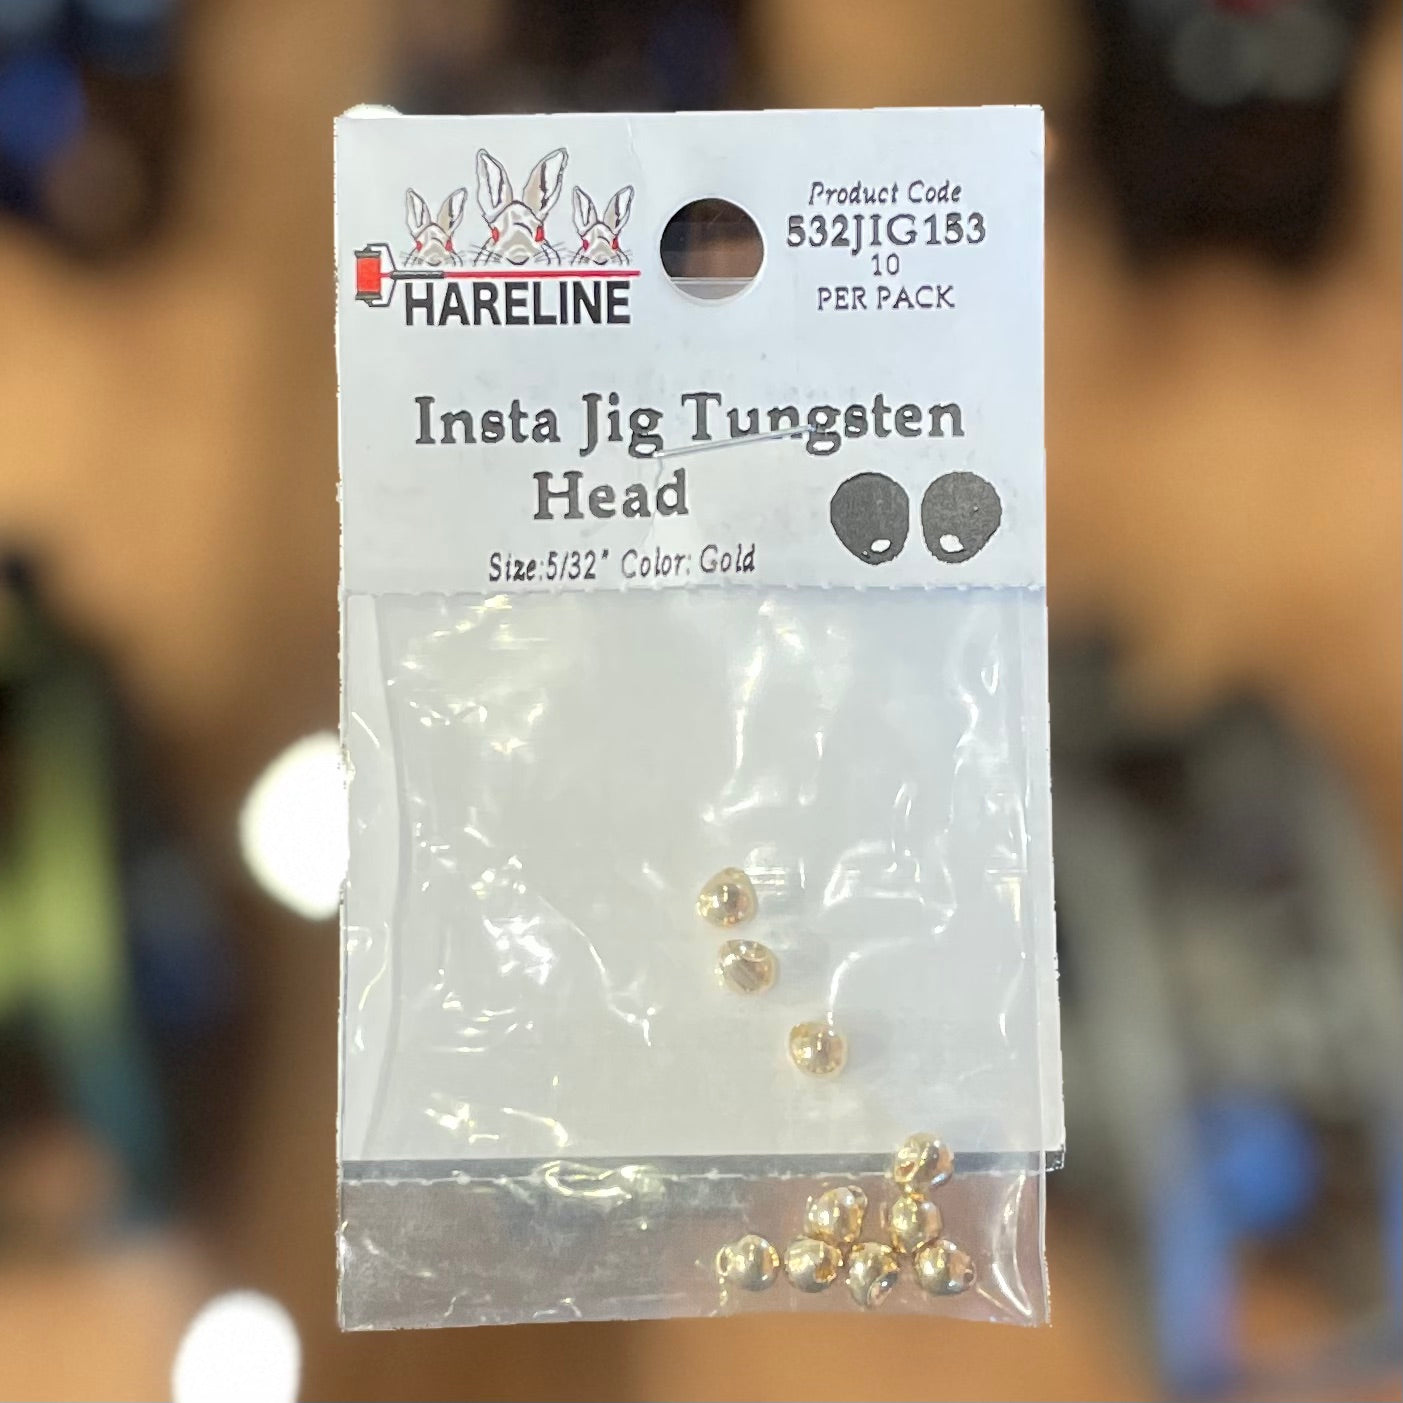 HARELINE
Product Code
532JIG153
10
PER PACK
Insta Jig Tungsten
Head
Size:5/32" Color: Gold